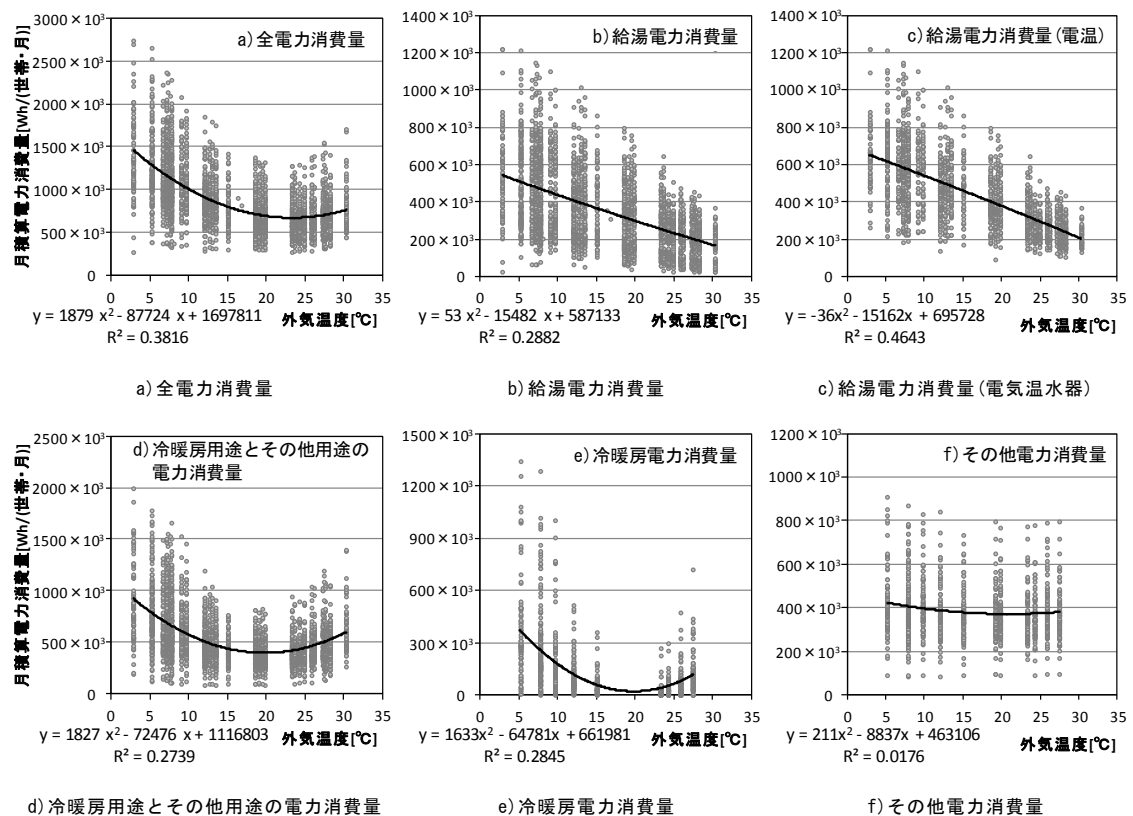 月積算電力消費量[Wh/(世帯・月)]
3000 × 10³
2500 × 10³
2000 × 10³
1500 × 10³
1000 × 10³
500 × 10³
0
a)全電力消費量
0 5 10 15 20 25 30 35
y = 1879 x² - 87724 x + 1697811
外気温度[℃]
R² = 0.3816
1400 × 10³
1200 × 10³
1000 × 10³
800 × 10³
600 × 10³
400 × 10³
200 × 10³
0
b)給湯電力消費量
0 5 10 15 20 25 30 35
y = 53 x² - 15482 x + 587133
外気温度[℃]
R² = 0.2882
1400 × 10³
1200 × 10³
1000 × 10³
800 × 10³
600 × 10³
400 × 10³
200 × 10³
0
c)給湯電力消費量(電温)
0 5 10 15 20 25 30 35
y = -36x² - 15162x + 695728
外気温度[℃]
R² = 0.4643
a)全電力消費量
b)給湯電力消費量
c)給湯電力消費量(電気温水器)
月積算電力消費量[Wh/(世帯・月)]
2500 × 10³
2000 × 10³
1500 × 10³
1000 × 10³
500 × 10³
0
d)冷暖房用途とその他用途の
電力消費量
0 5 10 15 20 25 30 35
y = 1827 x² - 72476 x + 1116803
外気温度[℃]
R² = 0.2739
1500 × 10³
1200 × 10³
900 × 10³
600 × 10³
300 × 10³
0
e)冷暖房電力消費量
0 5 10 15 20 25 30 35
y = 1633x² - 64781x + 661981
外気温度[℃]
R² = 0.2845
1200 × 10³
1000 × 10³
800 × 10³
600 × 10³
400 × 10³
200 × 10³
0
f)その他電力消費量
0 5 10 15 20 25 30 35
y = 211x² - 8837x + 463106
外気温度[℃]
R² = 0.0176
d)冷暖房用途とその他用途の電力消費量
e)冷暖房電力消費量
f)その他電力消費量